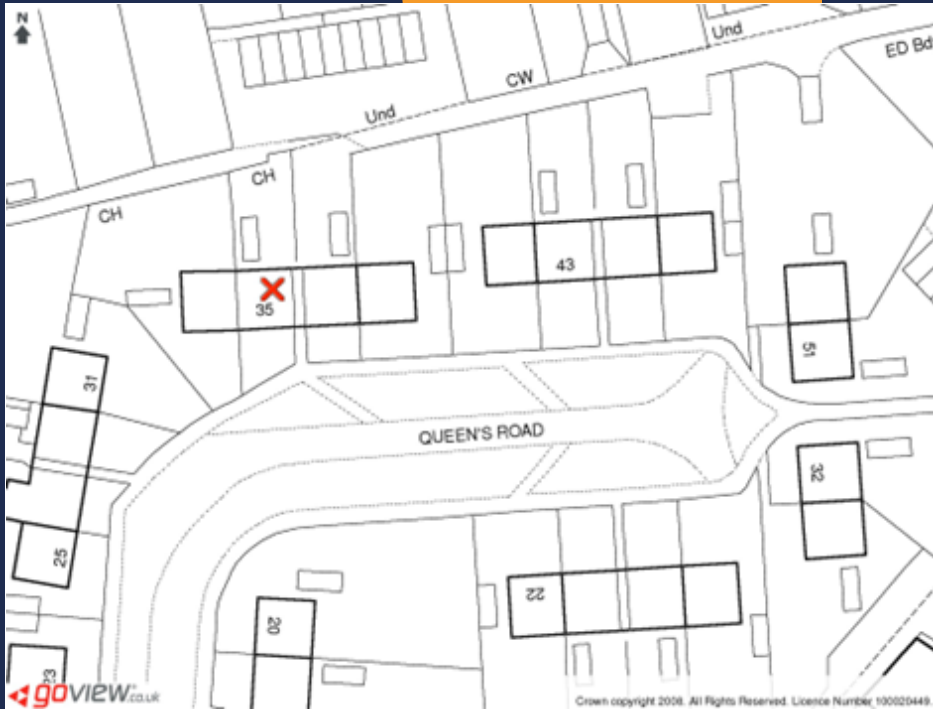 N
Und
ED Bd
CW
Und
CH
CH
43
35
51
31
QUEEN'S ROAD
32
25
22
20
23
goview.co.uk
Crown copyright 2008. All Rights Reserved. Licence Number 100020449.